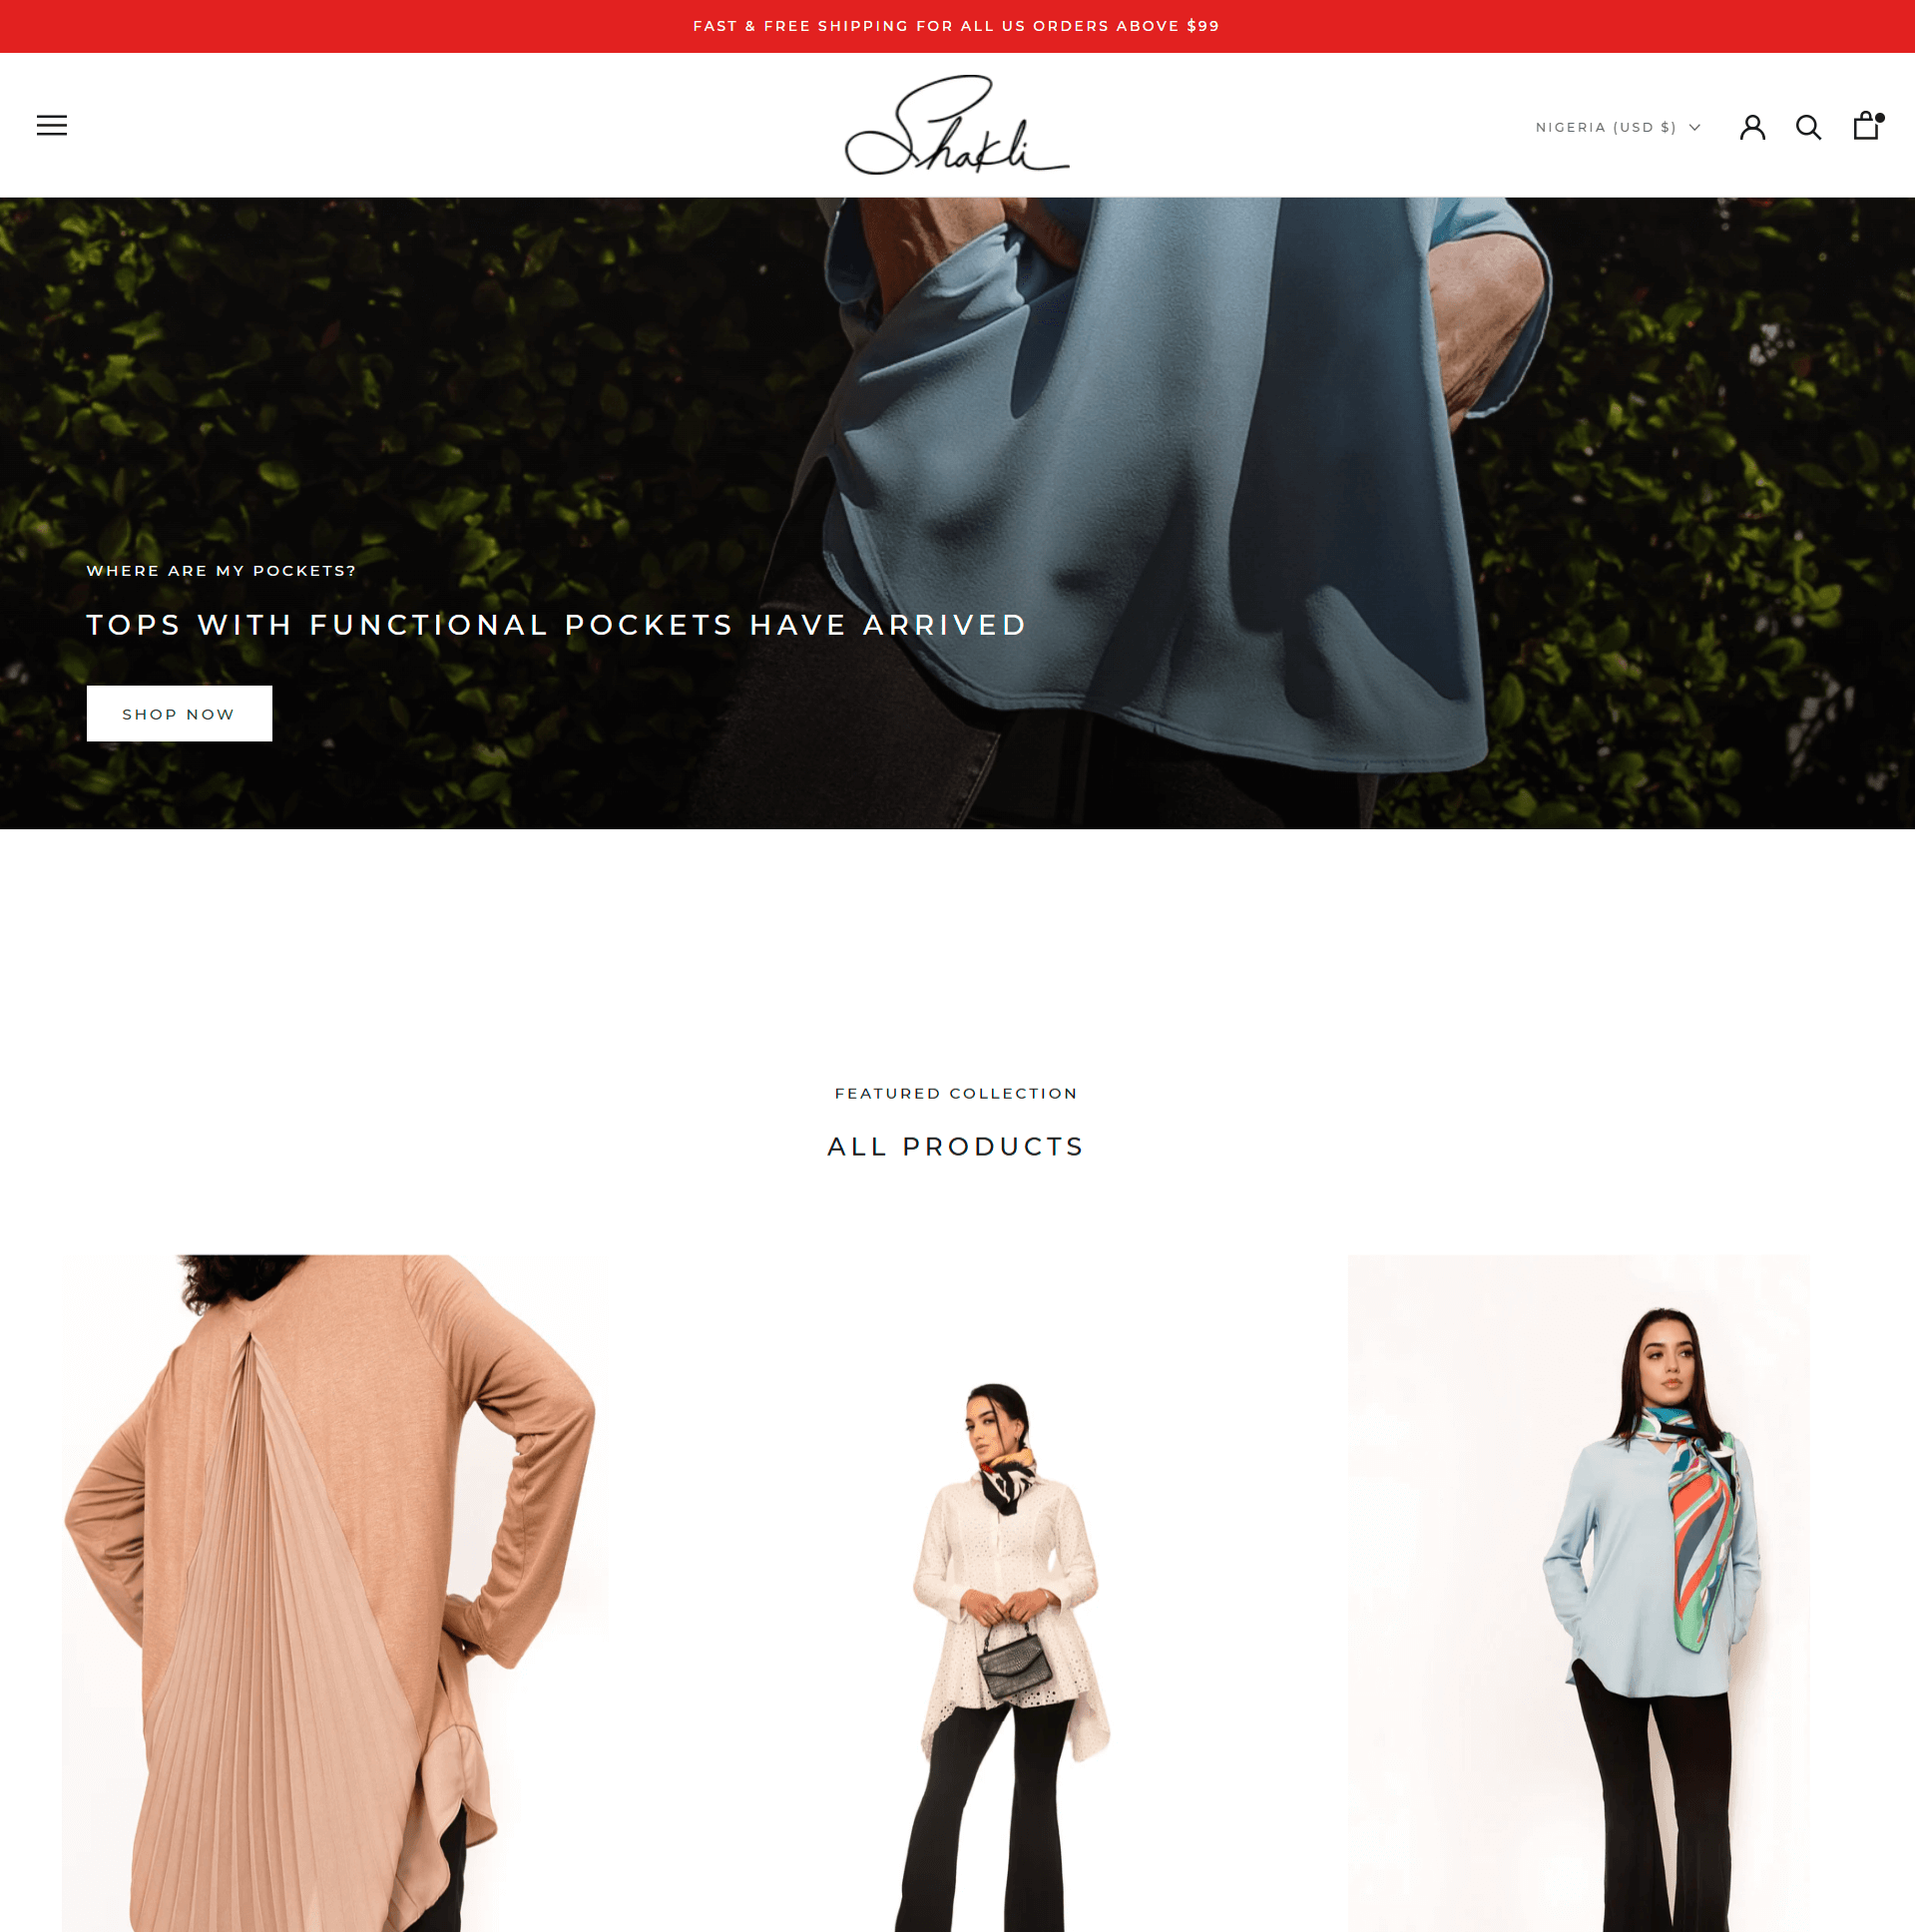 FAST & FREE SHIPPING FOR ALL US ORDERS ABOVE $99
Shakli
NIGERIA (USD $)
WHERE ARE MY POCKETS?
TOPS WITH FUNCTIONAL POCKETS HAVE ARRIVED
SHOP NOW
FEATURED COLLECTION
ALL PRODUCTS